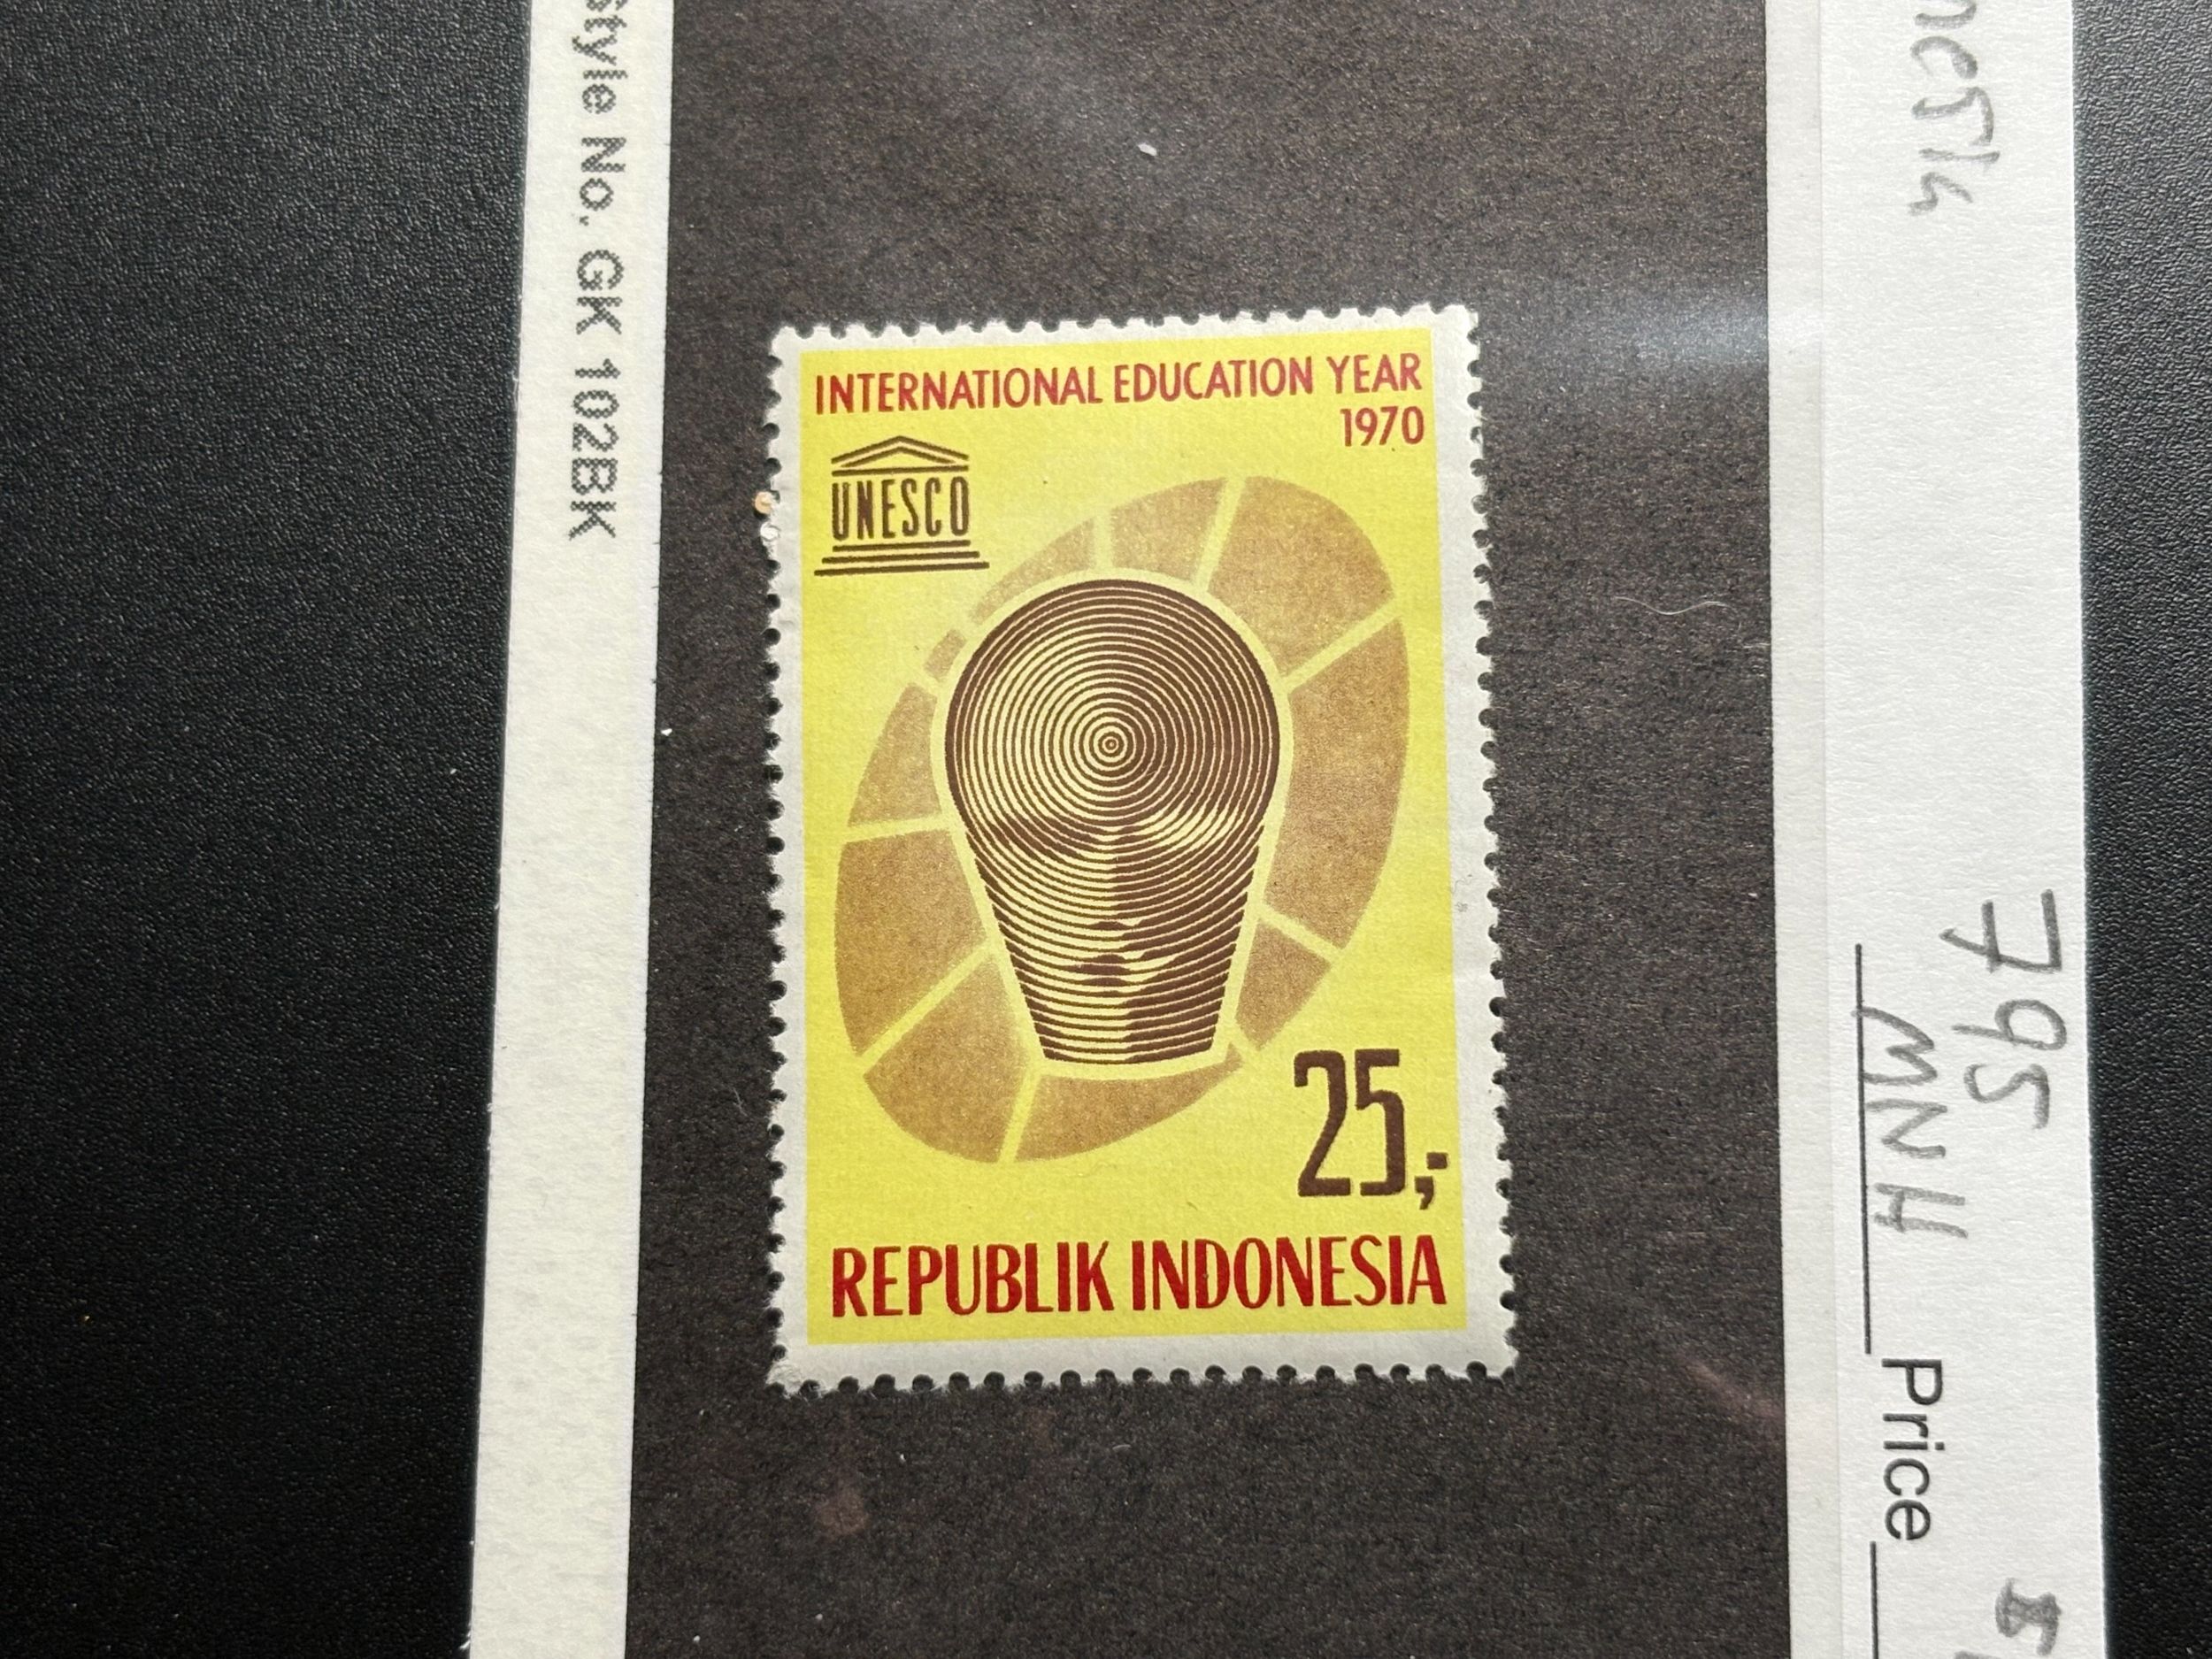 Style No. GK 102BK
INTERNATIONAL EDUCATION YEAR
1970
UNESCO
25,-
REPUBLIK INDONESIA
795
MNH
Price